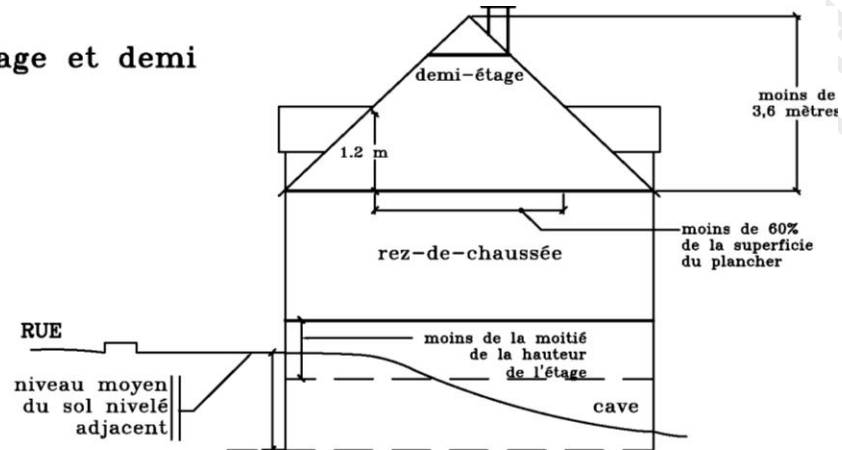 age et demi
demi-étage
moins de
3,6 mètres
1.2 m
moins de 60%
de la superficie
du plancher
rez-de-chaussée
RUE
moins de la moitié
de la hauteur
de l'étage
niveau moyen
du sol nivelé
adjacent
cave